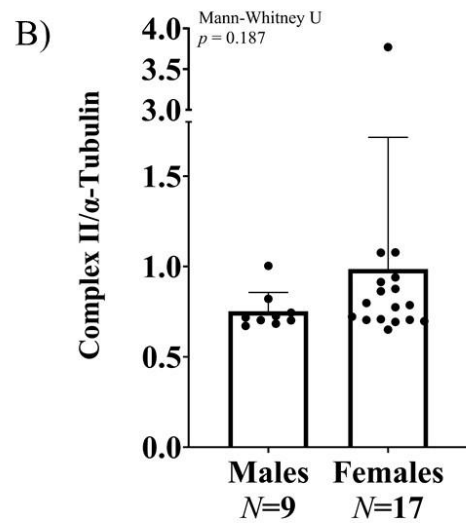 B)
Mann-Whitney U
p = 0.187
Complex II/α-Tubulin
4.0
3.5
3.0
1.5
1.0
0.5
0.0
Males Females
N=9 N=17